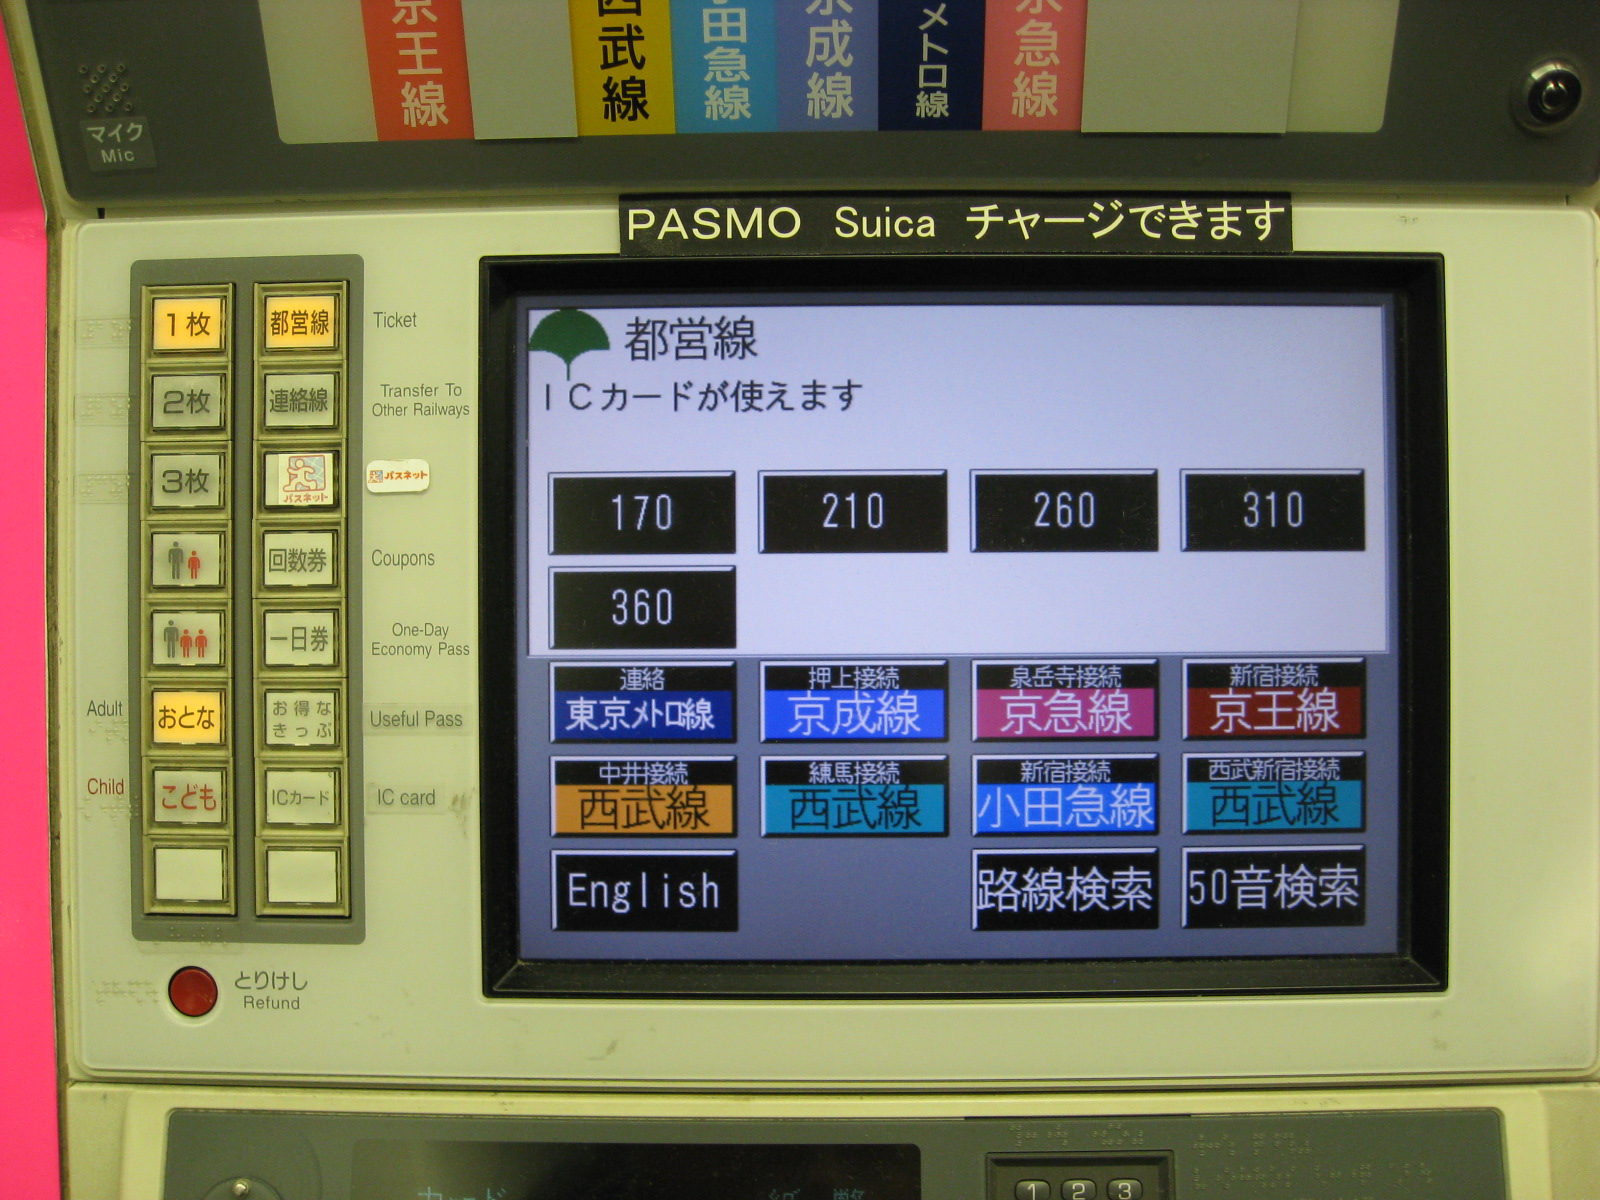 京王線
西武線
小田急線
京成線
メトロ線
京急線
マイク
Mic
PASMO Suica チャージできます
1枚
都営線
Ticket
2枚
連絡線
Transfer To
Other Railways
3枚
パスネット
パスネット
回数券
Coupons
一日券
One-Day
Economy Pass
Adult
おとな
お得な
きっぷ
Useful Pass
Child
こども
ICカード
IC card
とりけし
Refund
都営線
ICカードが使えます
170 210 260 310
360
連絡
東京メトロ線
押上接続
京成線
泉岳寺接続
京急線
新宿接続
京王線
中井接続
西武線
練馬接続
西武線
新宿接続
小田急線
西武新宿接続
西武線
English
路線検索
50音検索
カード
紙幣
1 2 3